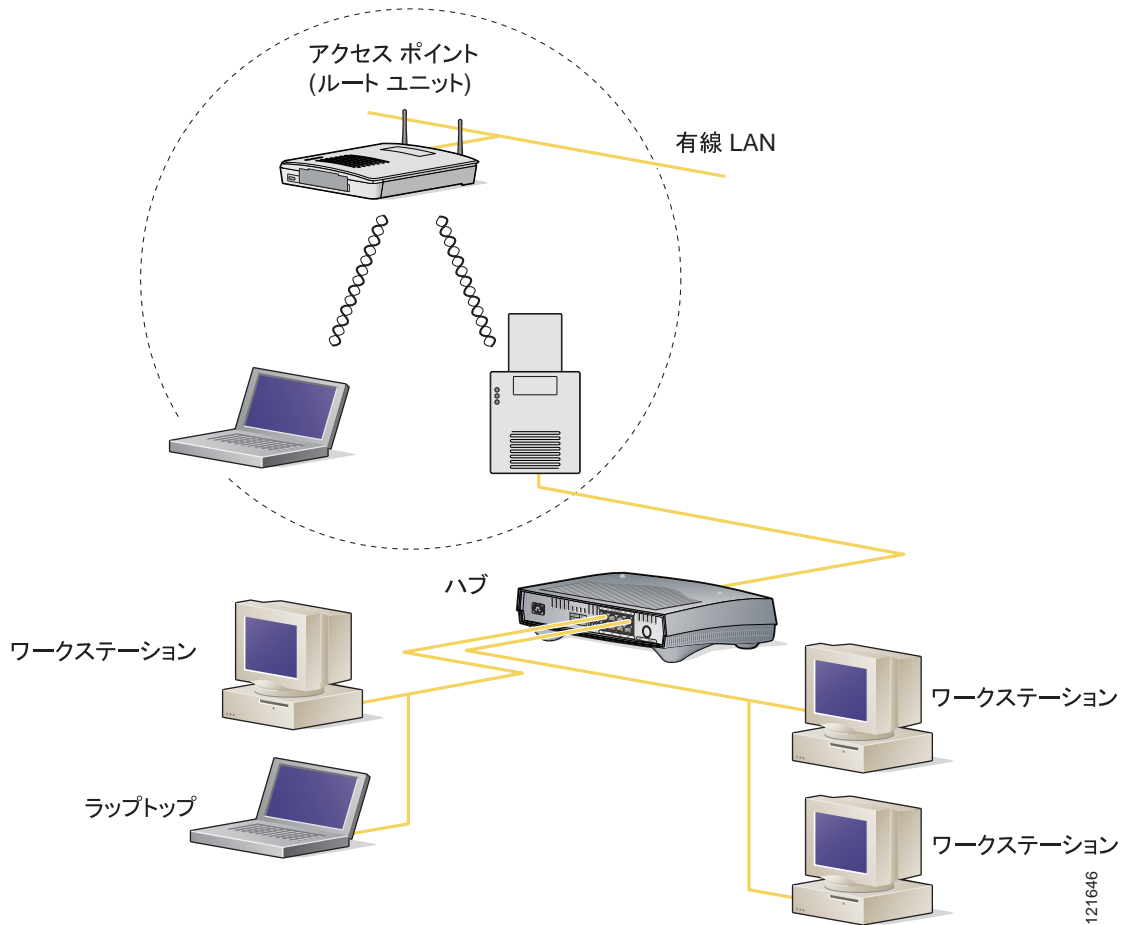 アクセス ポイント
(ルート ユニット)
有線 LAN
ハブ
ワークステーション
ワークステーション
ラップトップ
ワークステーション
121646